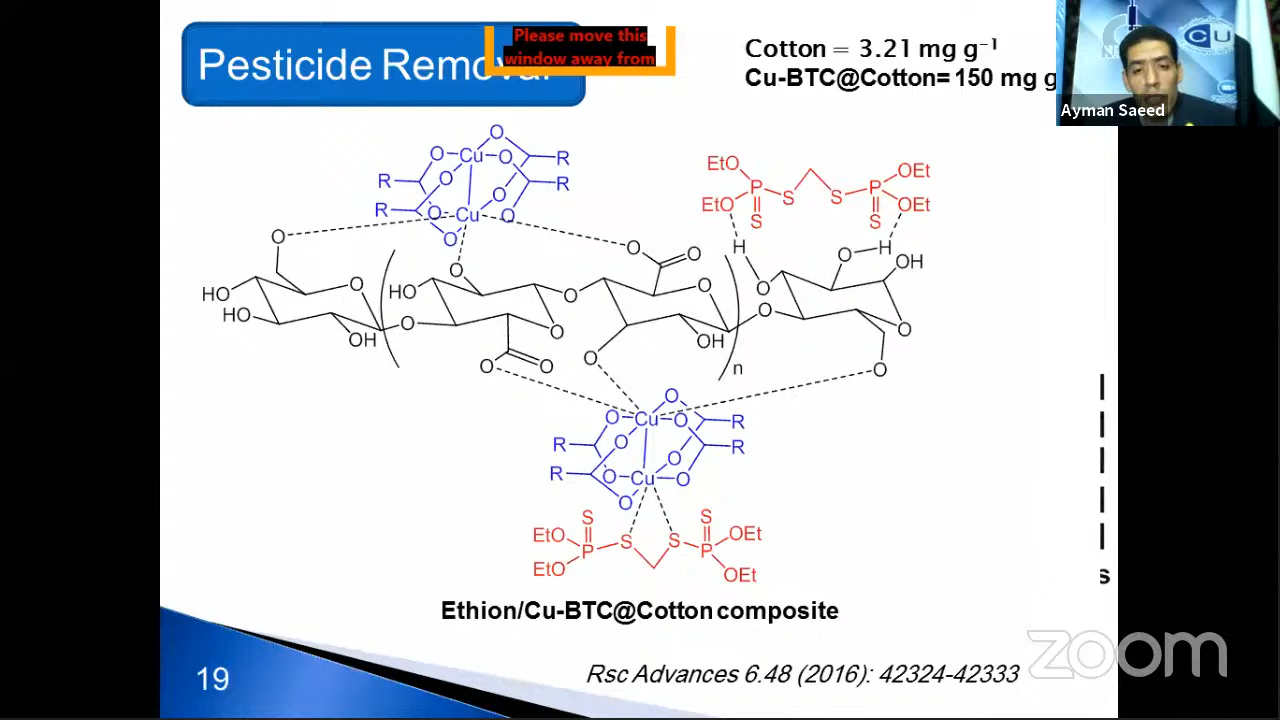 Pesticide Removal
Please move this
window away from
Cotton = 3.21 mg g⁻¹
Cu-BTC@Cotton= 150 mg g
CU
Ayman Saeed
O
O Cu O R
R O R
R O Cu O O
O
EtO OEt
P S S P
EtO S S OEt
H O H OH
O O O O
HO O HO O O O O
HO OH O O OH O O
O O O n O
O
O Cu O R
R O O R
R O Cu O
O
S S
EtO P S S P OEt
EtO OEt
s
Ethion/Cu-BTC@Cotton composite
zoom
Rsc Advances 6.48 (2016): 42324-42333
19